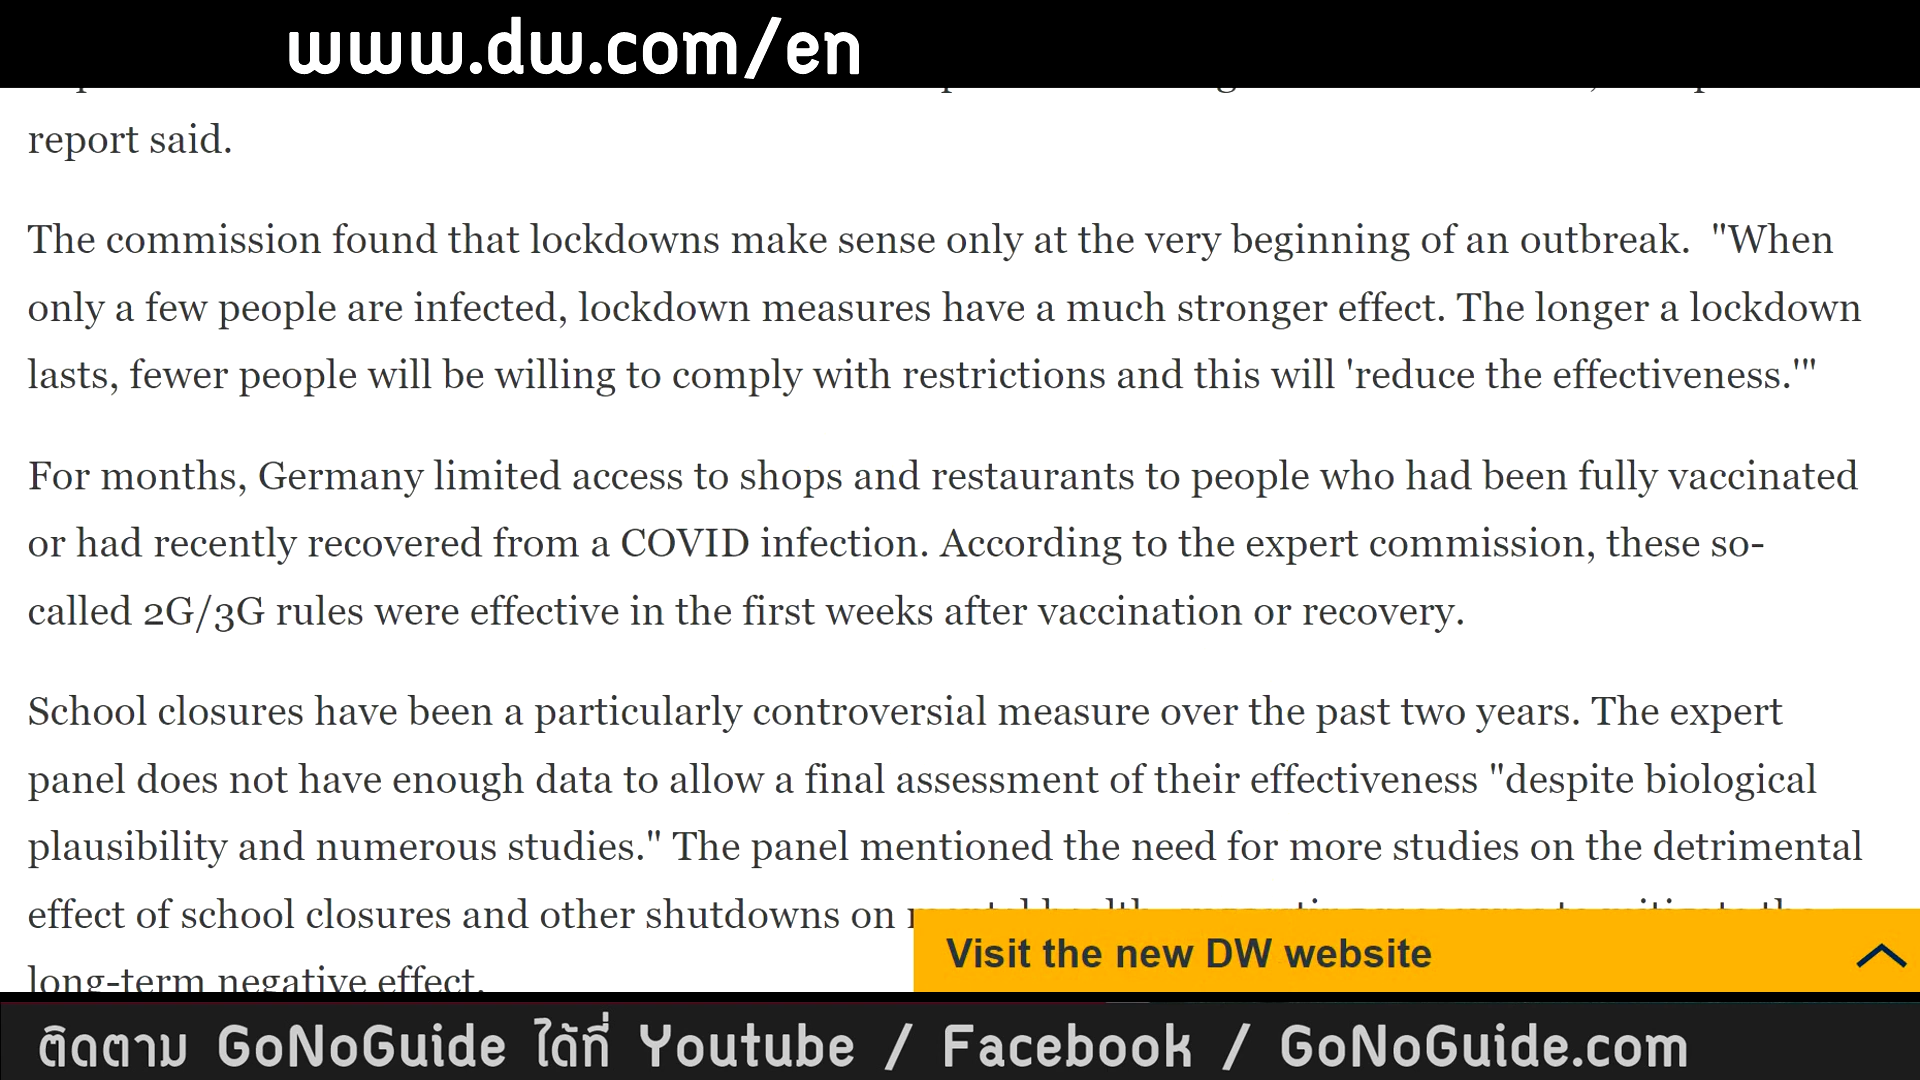 www.dw.com/en
report said.
The commission found that lockdowns make sense only at the very beginning of an outbreak.  "When
only a few people are infected, lockdown measures have a much stronger effect. The longer a lockdown
lasts, fewer people will be willing to comply with restrictions and this will 'reduce the effectiveness.'"
For months, Germany limited access to shops and restaurants to people who had been fully vaccinated
or had recently recovered from a COVID infection. According to the expert commission, these so-
called 2G/3G rules were effective in the first weeks after vaccination or recovery.
School closures have been a particularly controversial measure over the past two years. The expert
panel does not have enough data to allow a final assessment of their effectiveness "despite biological
plausibility and numerous studies." The panel mentioned the need for more studies on the detrimental
effect of school closures and other shutdowns on
long-term negative effect.
Visit the new DW website
ติดตาม GoNoGuide ได้ที่ Youtube / Facebook / GoNoGuide.com